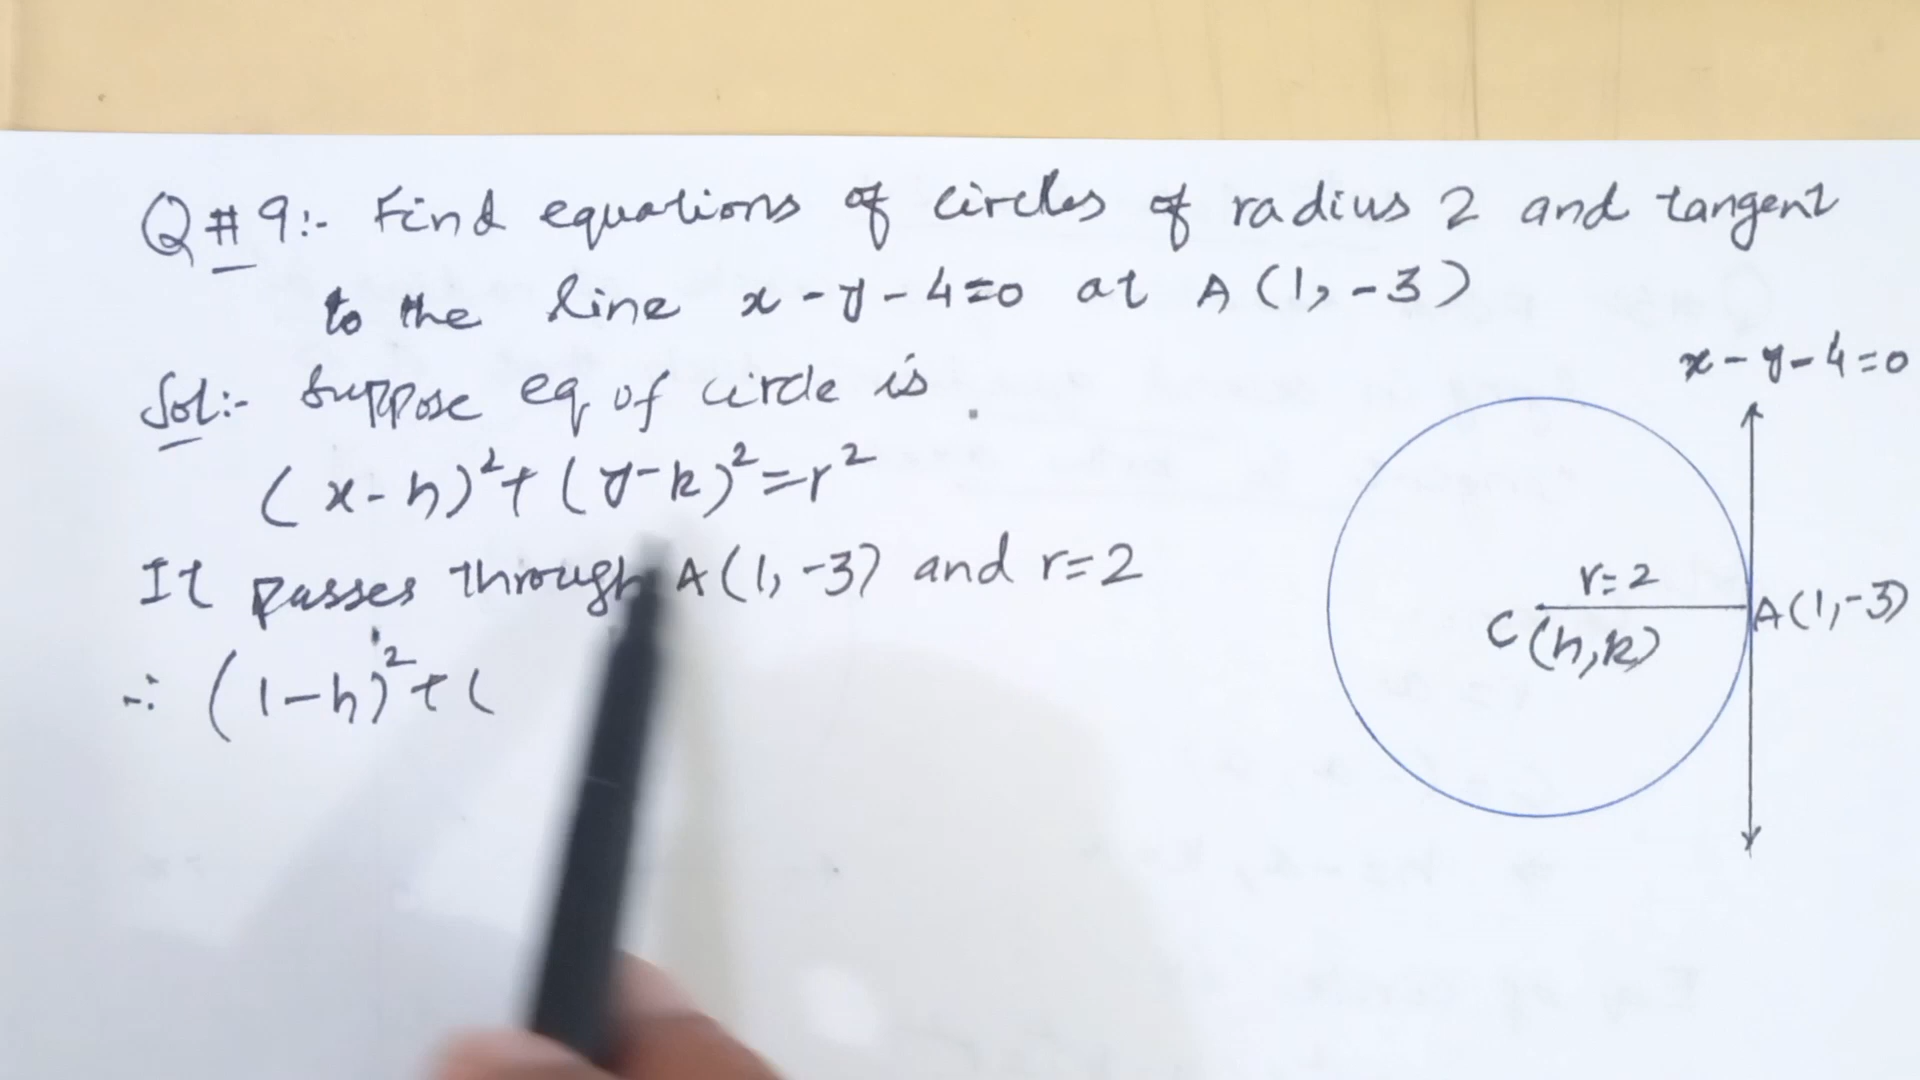 Q#9:- Find equations of circles of radius 2 and tangent
to the line x-y-4=0 at A(1,-3)
Sol:- Suppose eq of circle is
(x-h)²+(y-k)²=r²
It passes through A(1,-3) and r=2
∴ (1-h)²+(
x-y-4=0
r=2
C(h,k)
A(1,-3)